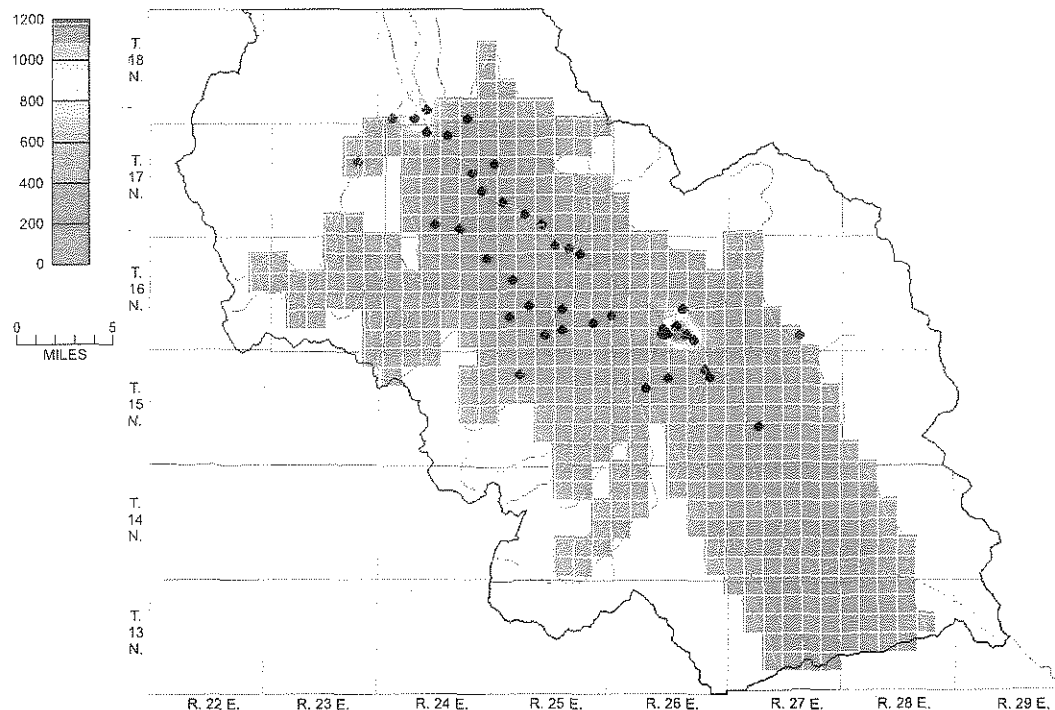 1200
1000
800
600
400
200
0
0 5
MILES
T.
18
N.
T.
17
N.
T.
16
N.
T.
15
N.
T.
14
N.
T.
13
N.
R. 22 E. R. 23 E. R. 24 E. R. 25 E. R. 26 E. R. 27 E. R. 28 E. R. 29 E.